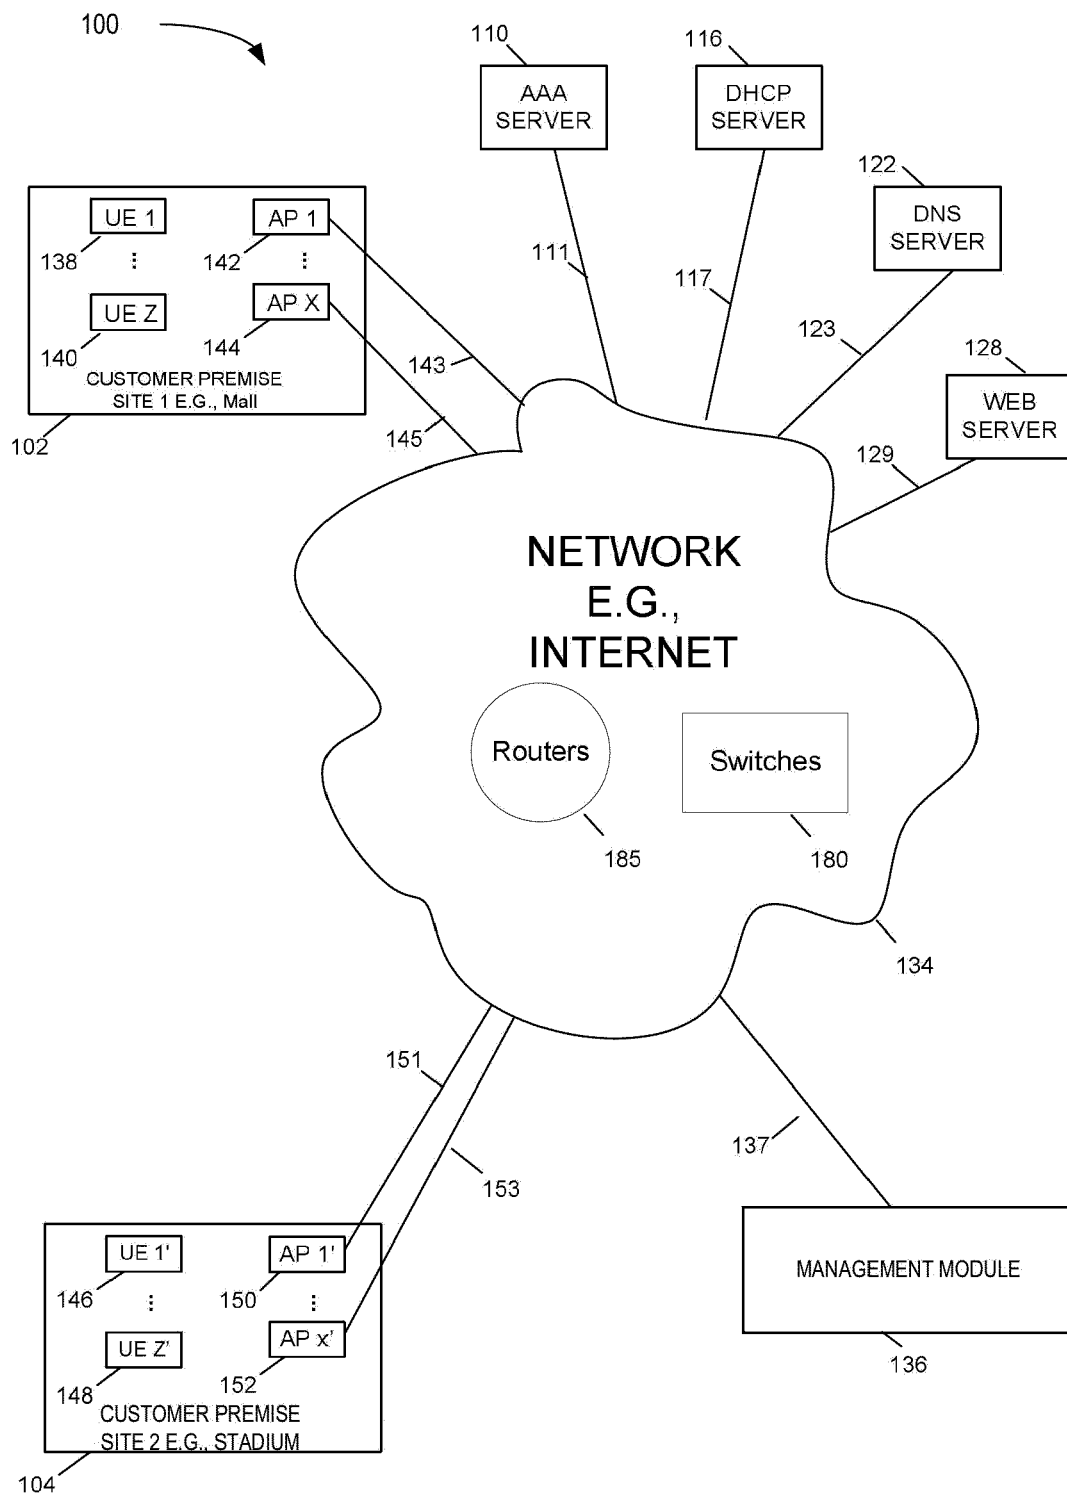 100
110
AAA
SERVER
116
DHCP
SERVER
122
DNS
SERVER
128
WEB
SERVER
111
117
123
129
UE 1
138
⋮
UE Z
140
AP 1
142
⋮
AP X
144
CUSTOMER PREMISE
SITE 1 E.G., Mall
102
143
145
NETWORK
E.G.,
INTERNET
Routers
185
Switches
180
134
151
153
137
UE 1'
146
⋮
UE Z'
148
AP 1'
150
⋮
AP x'
152
CUSTOMER PREMISE
SITE 2 E.G., STADIUM
104
MANAGEMENT MODULE
136